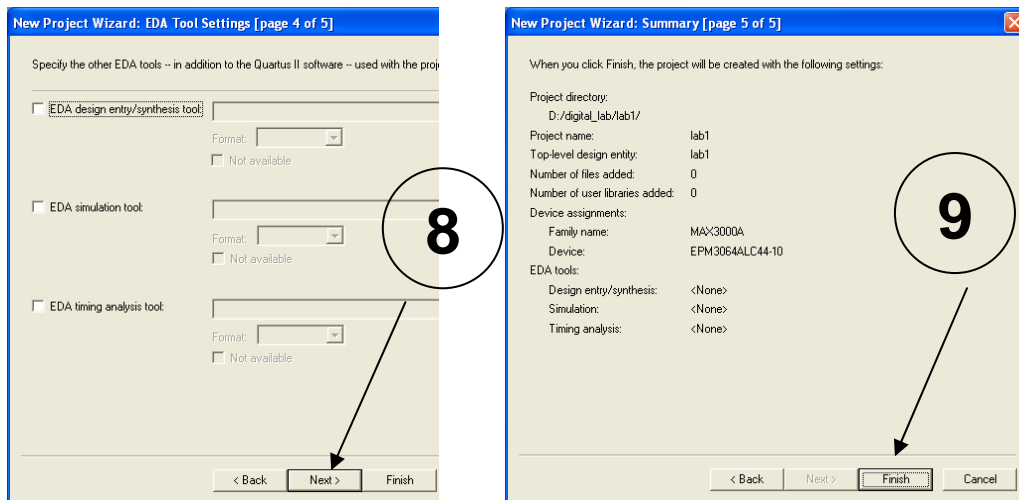 New Project Wizard: EDA Tool Settings [page 4 of 5]
Specify the other EDA tools -- in addition to the Quartus II software -- used with the
EDA design entry/synthesis tool:
Format:
Not available
EDA simulation tool:
Format:
Not available
EDA timing analysis tool:
Format:
Not available
8
< Back Next > Finish
New Project Wizard: Summary [page 5 of 5]
When you click Finish, the project will be created with the following settings:
Project directory:
D:/digital_lab/lab1/
Project name: lab1
Top-level design entity: lab1
Number of files added: 0
Number of user libraries added: 0
Device assignments:
Family name: MAX3000A
Device: EPM3064ALC44-10
EDA tools:
Design entry/synthesis: <None>
Simulation: <None>
Timing analysis: <None>
9
< Back Next > Finish Cancel